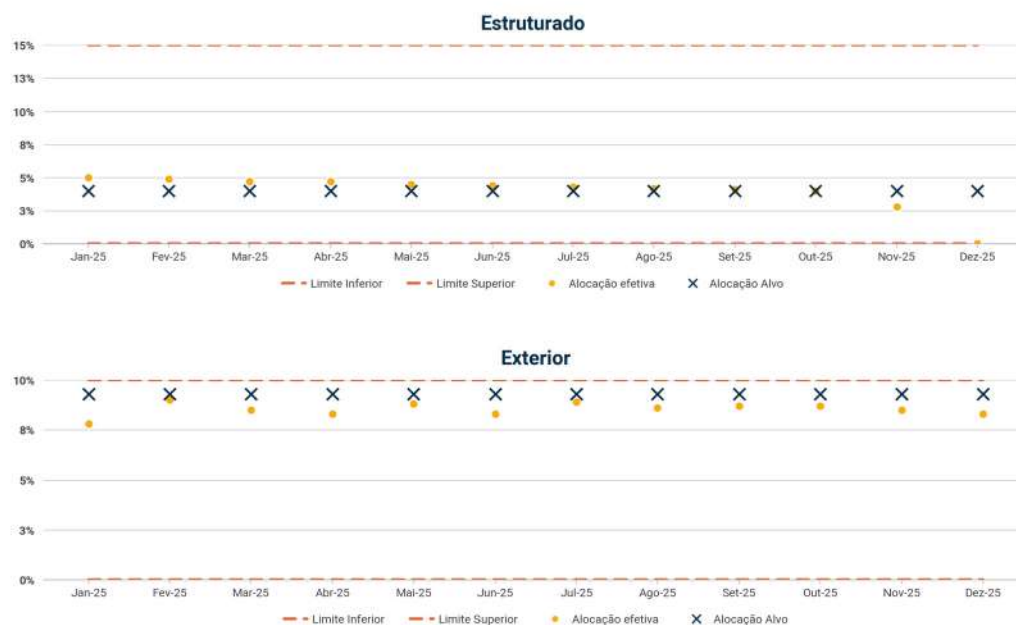 Estruturado
15%
13%
10%
8%
5%
3%
0%
Jan-25 Fev-25 Mar-25 Abr-25 Mai-25 Jun-25 Jul-25 Ago-25 Set-25 Out-25 Nov-25 Dez-25
Limite Inferior Limite Superior Alocação efetiva Alocação Alvo
Exterior
10%
8%
5%
3%
0%
Jan-25 Fev-25 Mar-25 Abr-25 Mai-25 Jun-25 Jul-25 Ago-25 Set-25 Out-25 Nov-25 Dez-25
Limite Inferior Limite Superior Alocação efetiva Alocação Alvo